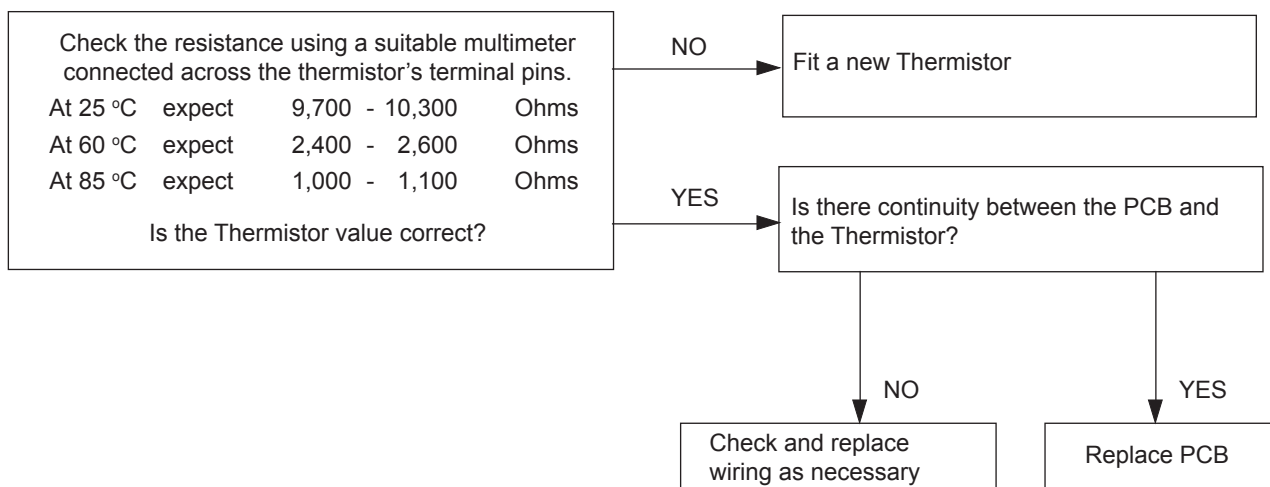 Check the resistance using a suitable multimeter
connected across the thermistor's terminal pins.
At 25 ºC expect 9,700 - 10,300 Ohms
At 60 ºC expect 2,400 - 2,600 Ohms
At 85 ºC expect 1,000 - 1,100 Ohms
Is the Thermistor value correct?
NO
Fit a new Thermistor
YES
Is there continuity between the PCB and
the Thermistor?
NO
Check and replace
wiring as necessary
YES
Replace PCB